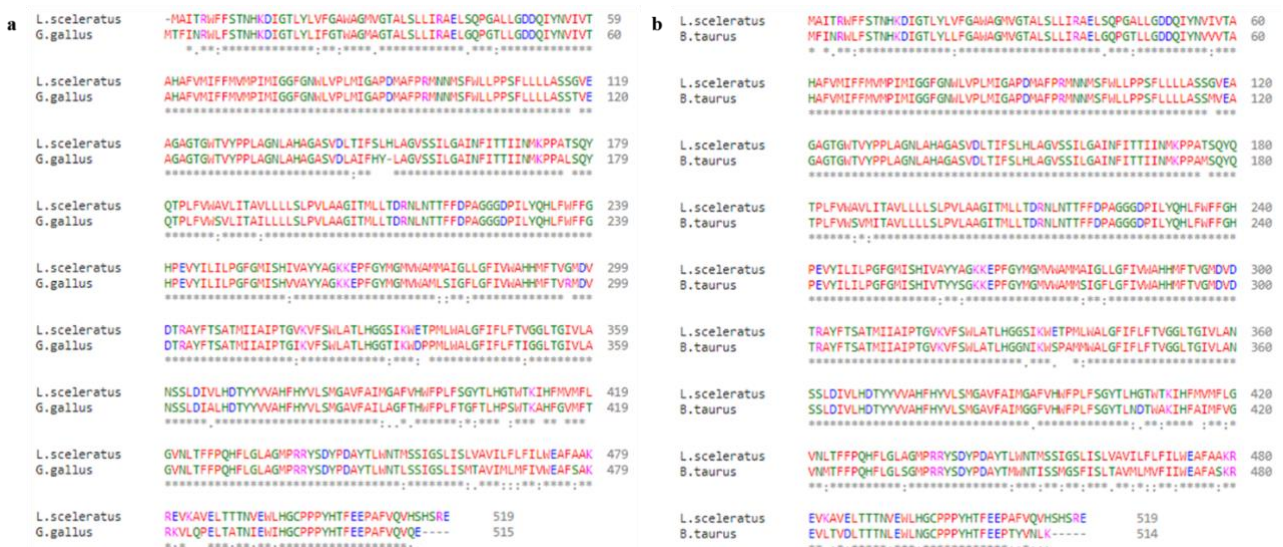 a
L.sceleratus -MAITRWFFSTNHKDIGTLYLVFGAWAGMVGTALSLLIRAELSQPGALLGDDQIYNVIVT 59
G.gallus MTFINRWLFSTNHKDIGTLYLIFGTWAGMAGTALSLLIRAELGQPGTLLGDDQIYNVIVT 60
L.sceleratus AHAFVMIFFMVMPIMIGGFGNWLVPLMIGAPDMAFPRMNNMSFWLLPPSFLLLLASSGVE 119
G.gallus AHAFVMIFFMVMPIMIGGFGNWLVPLMIGAPDMAFPRMNNMSFWLLPPSFLLLLASSTVE 120
L.sceleratus AGAGTGWTVYPPLAGNLAHAGASVDLTIFSLHLAGVSSILGAINFITTIINMKPPATSQY 179
G.gallus AGAGTGWTVYPPLAGNLAHAGASVDLAIFHY-LAGVSSILGAINFITTIINMKPPALSQY 179
L.sceleratus QTPLFVWAVLITAVLLLLSLPVLAAGITMLLTDRNLNTTFFDPAGGGDPILYQHLFWFFG 239
G.gallus QTPLFVWSVLITAILLLLSLPVLAAGITMLLTDRNLNTTFFDPAGGGDPILYQHLFWFFG 239
L.sceleratus HPEVYILILPGFGMISHIVAYYAGKKEPFGYMGMVWAMMAIGLLGFIVWAHHMFTVGMDV 299
G.gallus HPEVYILILPGFGMISHVVAYYAGKKEPFGYMGMVWAMLSIGFLGFIVWAHHMFTVRMDV 299
L.sceleratus DTRAYFTSATMIIAIPTGVKVFSWLATLHGGSIKWETPMLWALGFIFLFTVGGLTGIVLA 359
G.gallus DTRAYFTSATMIIAIPTGIKVFSWLATLHGGTIKWDPPMLWALGFIFLFTIGGLTGIVLA 359
L.sceleratus NSSLDIVLHDTYYVVAHFHYVLSMGAVFAIMGAFVHWFPLFSGYTLHGTWTKIHFMVMFL 419
G.gallus NSSLDIALHDTYYVVAHFHYVLSMGAVFAILAGFTHWFPLFTGFTLHPSWTKAHFGVMFT 419
L.sceleratus GVNLTFFPQHFLGLAGMPRRYSDYPDAYTLWNTMSSIGSLISLVAVILFLFILWEAFAAK 479
G.gallus GVNLTFFPQHFLGLAGMPRRYSDYPDAYTLWNTLSSIGSLISMTAVIMLMFIVWEAFSAK 479
L.sceleratus REVKAVELTTTNVEWLHGCPPPYHTFEEPAFVQVHSHSRE 519
G.gallus RKVLQPELTATNIEWIHGCPPPYHTFEEPAFVQVQE---- 515
b
L.sceleratus MAITRWFFSTNHKDIGTLYLVFGAWAGMVGTALSLLIRAELSQPGALLGDDQIYNVIVTA 60
B.taurus MFINRWLFSTNHKDIGTLYLLFGAWAGMVGTALSLLIRAELGQPGTLLGDDQIYNVVVTA 60
L.sceleratus HAFVMIFFMVMPIMIGGFGNWLVPLMIGAPDMAFPRMNNMSFWLLPPSFLLLLASSGVEA 120
B.taurus HAFVMIFFMVMPIMIGGFGNWLVPLMIGAPDMAFPRMNNMSFWLLPPSFLLLLASSMVEA 120
L.sceleratus GAGTGWTVYPPLAGNLAHAGASVDLTIFSLHLAGVSSILGAINFITTIINMKPPATSQYQ 180
B.taurus GAGTGWTVYPPLAGNLAHAGASVDLTIFSLHLAGVSSILGAINFITTIINMKPPAMSQYQ 180
L.sceleratus TPLFVWAVLITAVLLLLSLPVLAAGITMLLTDRNLNTTFFDPAGGGDPILYQHLFWFFGH 240
B.taurus TPLFVWSVMITAVLLLLSLPVLAAGITMLLTDRNLNTTFFDPAGGGDPILYQHLFWFFGH 240
L.sceleratus PEVYILILPGFGMISHIVAYYAGKKEPFGYMGMVWAMMAIGLLGFIVWAHHMFTVGMDVD 300
B.taurus PEVYILILPGFGMISHIVTYYSGKKEPFGYMGMVWAMMSIGFLGFIVWAHHMFTVGMDVD 300
L.sceleratus TRAYFTSATMIIAIPTGVKVFSWLATLHGGSIKWETPMLWALGFIFLFTVGGLTGIVLAN 360
B.taurus TRAYFTSATMIIAIPTGVKVFSWLATLHGGNIKWSPAMMWALGFIFLFTVGGLTGIVLAN 360
L.sceleratus SSLDIVLHDTYYVVAHFHYVLSMGAVFAIMGAFVHWFPLFSGYTLHGTWTKIHFMVMFLG 420
B.taurus SSLDIVLHDTYYVVAHFHYVLSMGAVFAIMGGFVHWFPLFSGYTLNDTWAKIHFAIMFVG 420
L.sceleratus VNLTFFPQHFLGLAGMPRRYSDYPDAYTLWNTMSSIGSLISLVAVILFLFILWEAFAAKR 480
B.taurus VNMTFFPQHFLGLSGMPRRYSDYPDAYTMWNTISSMGSFISLTAVMLMVFIIWEAFASKR 480
L.sceleratus EVKAVELTTTNVEWLHGCPPPYHTFEEPAFVQVHSHSRE 519
B.taurus EVLTVDLTTTNLEWLNGCPPPYHTFEEPTYVNLK----- 514